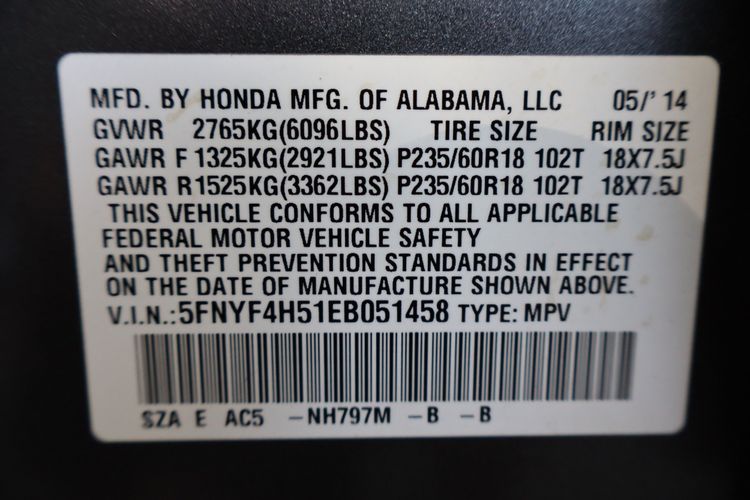 MFD. BY HONDA MFG. OF ALABAMA, LLC 05/' 14
GVWR 2765KG(6096LBS) TIRE SIZE RIM SIZE
GAWR F 1325KG(2921LBS) P235/60R18 102T 18X7.5J
GAWR R 1525KG(3362LBS) P235/60R18 102T 18X7.5J
THIS VEHICLE CONFORMS TO ALL APPLICABLE
FEDERAL MOTOR VEHICLE SAFETY
AND THEFT PREVENTION STANDARDS IN EFFECT
ON THE DATE OF MANUFACTURE SHOWN ABOVE.
V.I.N.:5FNYF4H51EB051458 TYPE: MPV
SZA E AC5 -NH797M -B -B